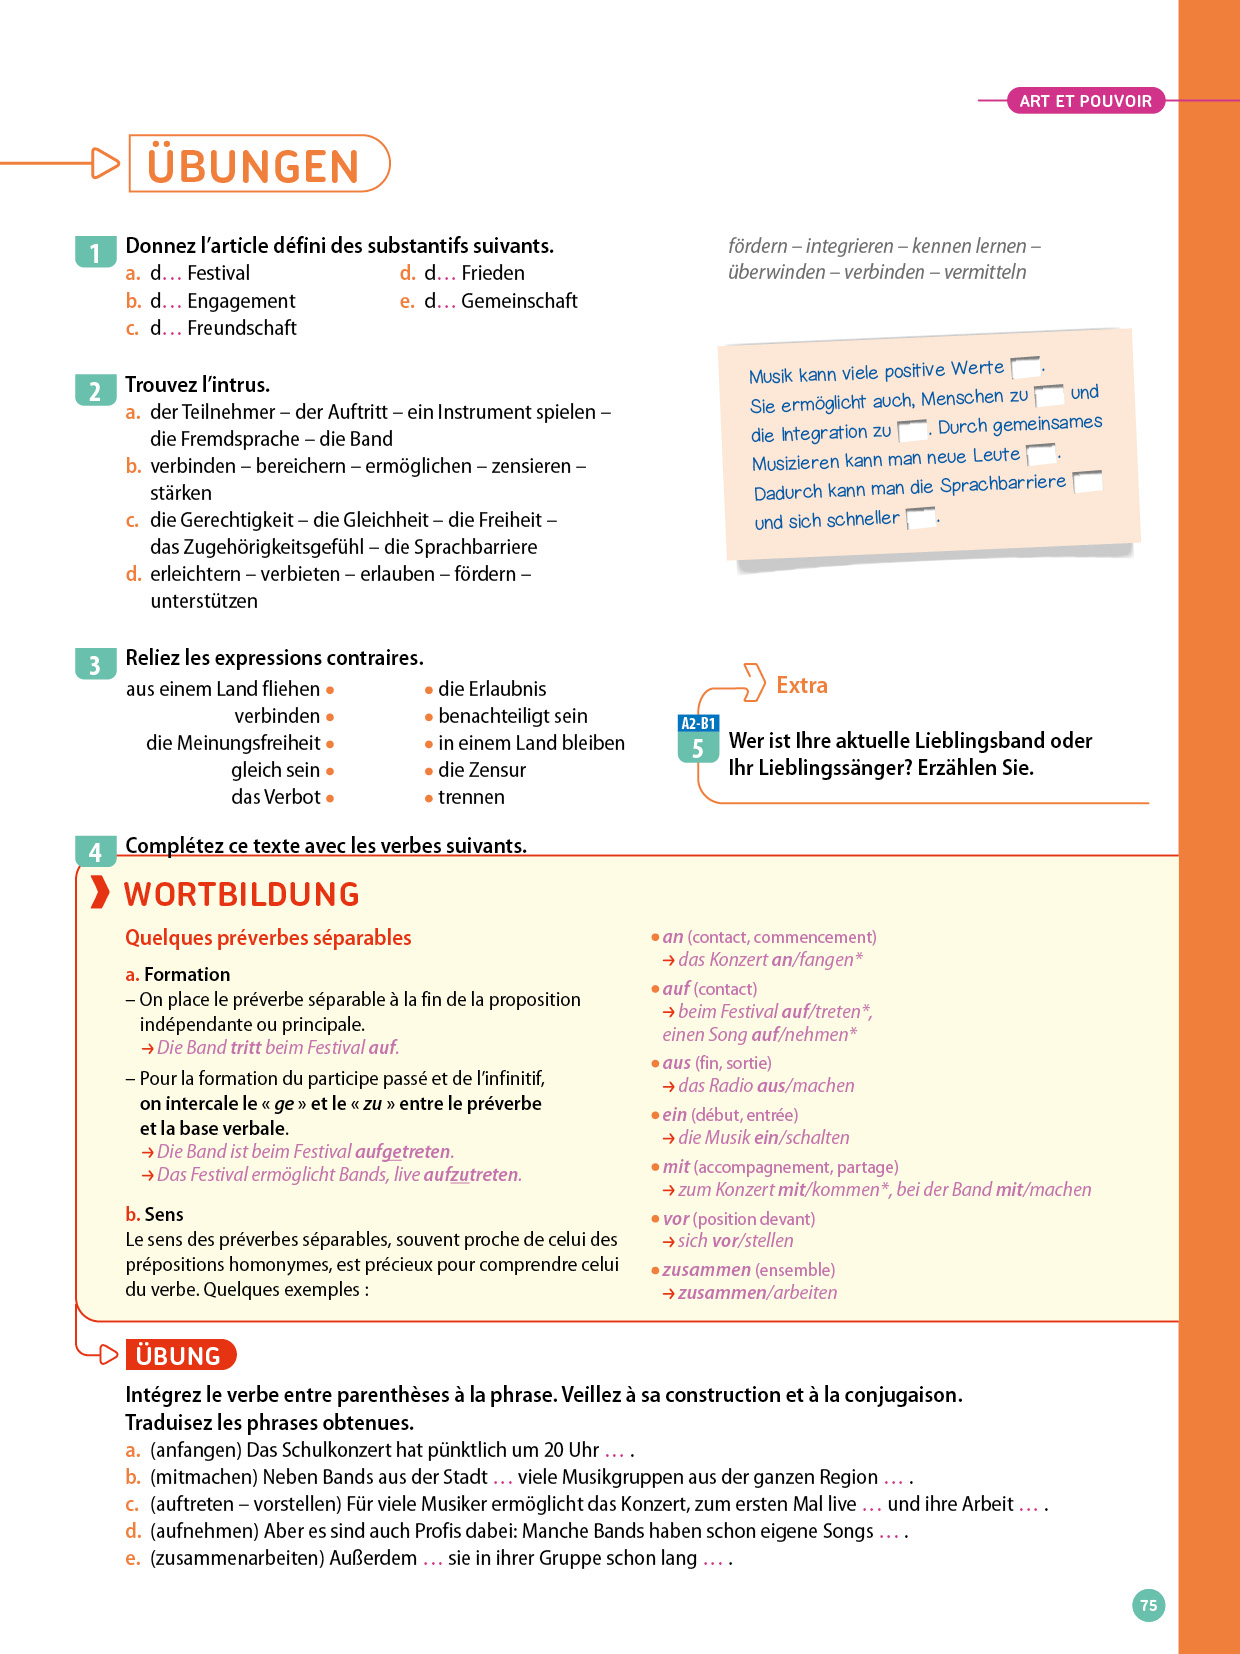 ART ET POUVOIR
ÜBUNGEN
1 Donnez l'article défini des substantifs suivants.
a. d… Festival
b. d… Engagement
c. d… Freundschaft
d. d… Frieden
e. d… Gemeinschaft
2 Trouvez l'intrus.
a. der Teilnehmer – der Auftritt – ein Instrument spielen –
die Fremdsprache – die Band
b. verbinden – bereichern – ermöglichen – zensieren –
stärken
c. die Gerechtigkeit – die Gleichheit – die Freiheit –
das Zugehörigkeitsgefühl – die Sprachbarriere
d. erleichtern – verbieten – erlauben – fördern –
unterstützen
3 Reliez les expressions contraires.
aus einem Land fliehen • • die Erlaubnis
verbinden • • benachteiligt sein
die Meinungsfreiheit • • in einem Land bleiben
gleich sein • • die Zensur
das Verbot • • trennen
4 Complétez ce texte avec les verbes suivants.
fördern – integrieren – kennen lernen –
überwinden – verbinden – vermitteln
Musik kann viele positive Werte .
Sie ermöglicht auch, Menschen zu und
die Integration zu . Durch gemeinsames
Musizieren kann man neue Leute .
Dadurch kann man die Sprachbarriere
und sich schneller .
Extra
A2-B1
5 Wer ist Ihre aktuelle Lieblingsband oder
Ihr Lieblingssänger? Erzählen Sie.
WORTBILDUNG
Quelques préverbes séparables
a. Formation
– On place le préverbe séparable à la fin de la proposition
indépendante ou principale.
→ Die Band tritt beim Festival auf.
– Pour la formation du participe passé et de l'infinitif,
on intercale le « ge » et le « zu » entre le préverbe
et la base verbale.
→ Die Band ist beim Festival aufgetreten.
→ Das Festival ermöglicht Bands, live aufzutreten.
b. Sens
Le sens des préverbes séparables, souvent proche de celui des
prépositions homonymes, est précieux pour comprendre celui
du verbe. Quelques exemples :
• an (contact, commencement)
→ das Konzert an/fangen*
• auf (contact)
→ beim Festival auf/treten*,
einen Song auf/nehmen*
• aus (fin, sortie)
→ das Radio aus/machen
• ein (début, entrée)
→ die Musik ein/schalten
• mit (accompagnement, partage)
→ zum Konzert mit/kommen*, bei der Band mit/machen
• vor (position devant)
→ sich vor/stellen
• zusammen (ensemble)
→ zusammen/arbeiten
ÜBUNG
Intégrez le verbe entre parenthèses à la phrase. Veillez à sa construction et à la conjugaison.
Traduisez les phrases obtenues.
a. (anfangen) Das Schulkonzert hat pünktlich um 20 Uhr … .
b. (mitmachen) Neben Bands aus der Stadt … viele Musikgruppen aus der ganzen Region … .
c. (auftreten – vorstellen) Für viele Musiker ermöglicht das Konzert, zum ersten Mal live … und ihre Arbeit … .
d. (aufnehmen) Aber es sind auch Profis dabei: Manche Bands haben schon eigene Songs … .
e. (zusammenarbeiten) Außerdem … sie in ihrer Gruppe schon lang … .
75